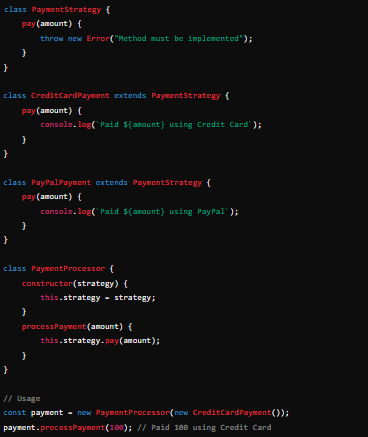 class PaymentStrategy {
    pay(amount) {
        throw new Error("Method must be implemented");
    }
}
class CreditCardPayment extends PaymentStrategy {
    pay(amount) {
        console.log(`Paid ${amount} using Credit Card`);
    }
}
class PayPalPayment extends PaymentStrategy {
    pay(amount) {
        console.log(`Paid ${amount} using PayPal`);
    }
}
class PaymentProcessor {
    constructor(strategy) {
        this.strategy = strategy;
    }
    processPayment(amount) {
        this.strategy.pay(amount);
    }
}
// Usage
const payment = new PaymentProcessor(new CreditCardPayment());
payment.processPayment(100); // Paid 100 using Credit Card